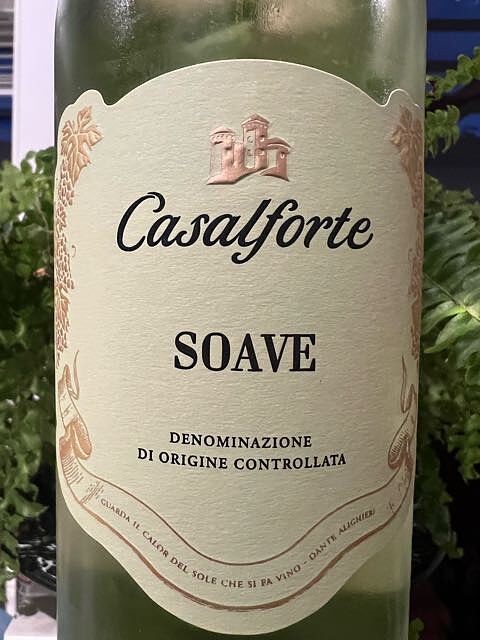 Casalforte
SOAVE
DENOMINAZIONE
DI ORIGINE CONTROLLATA
GUARDA IL CALOR DEL SOLE CHE SI FA VINO - DANTE ALIGHIERI